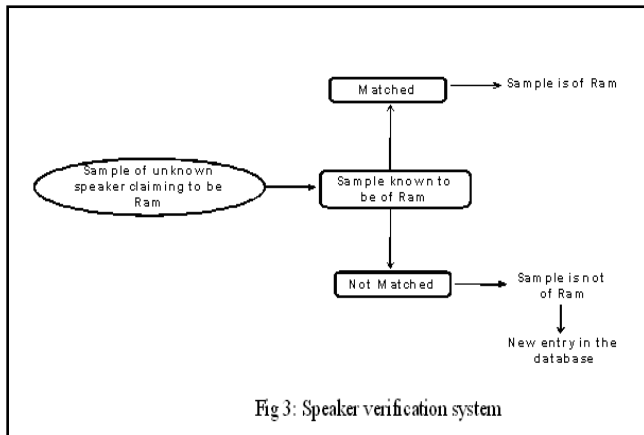 Matched
Sample is of Ram
Sample of unknown
speaker claiming to be
Ram
Sample known to
be of Ram
Not Matched
Sample is not
of Ram
New entry in the
database
Fig 3: Speaker verification system